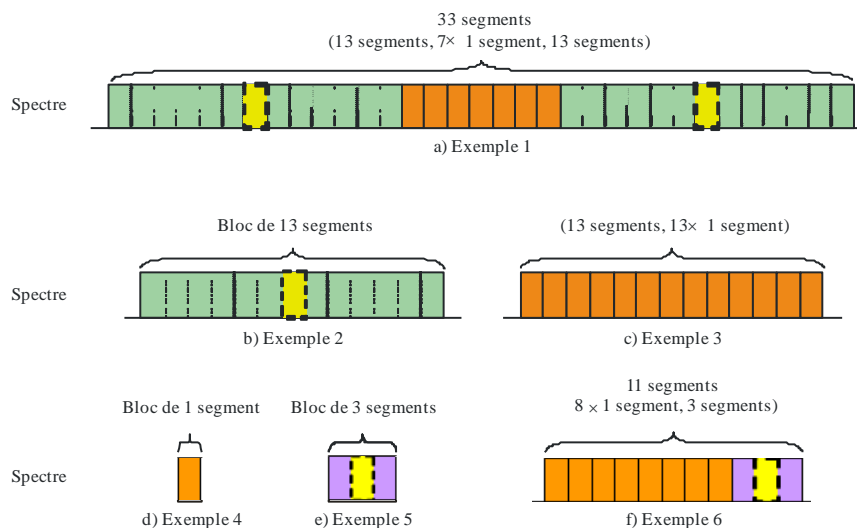 33 segments
(13 segments, 7× 1 segment, 13 segments)
Spectre
a) Exemple 1
Bloc de 13 segments
(13 segments, 13× 1 segment)
Spectre
b) Exemple 2
c) Exemple 3
11 segments
8 × 1 segment, 3 segments)
Bloc de 1 segment
Bloc de 3 segments
Spectre
d) Exemple 4
e) Exemple 5
f) Exemple 6